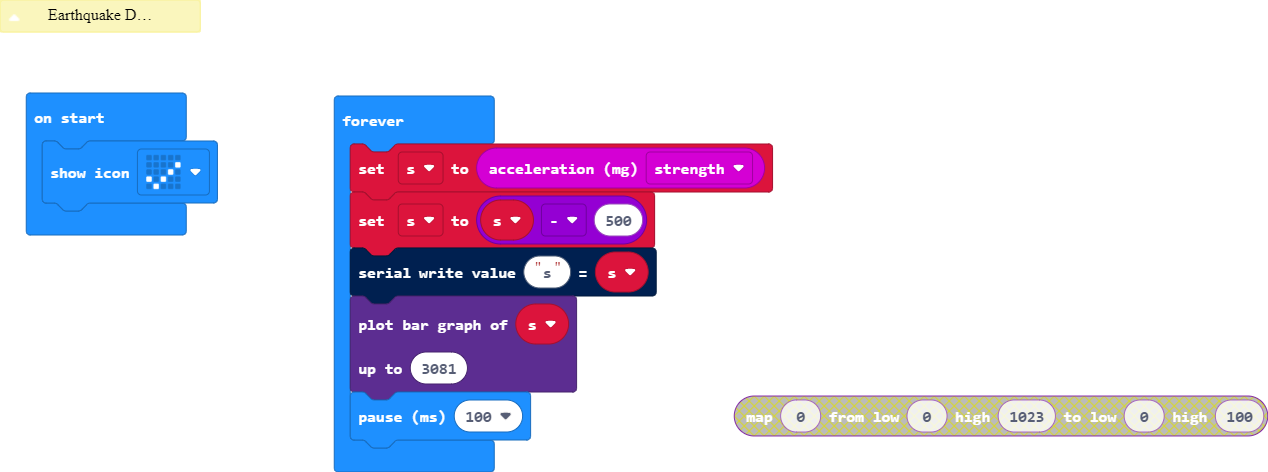 Earthquake D…
on start
show icon
forever
set s to acceleration (mg) strength
set s to s - 500
serial write value "s" = s
plot bar graph of s
up to 3081
pause (ms) 100
map 0 from low 0 high 1023 to low 0 high 100